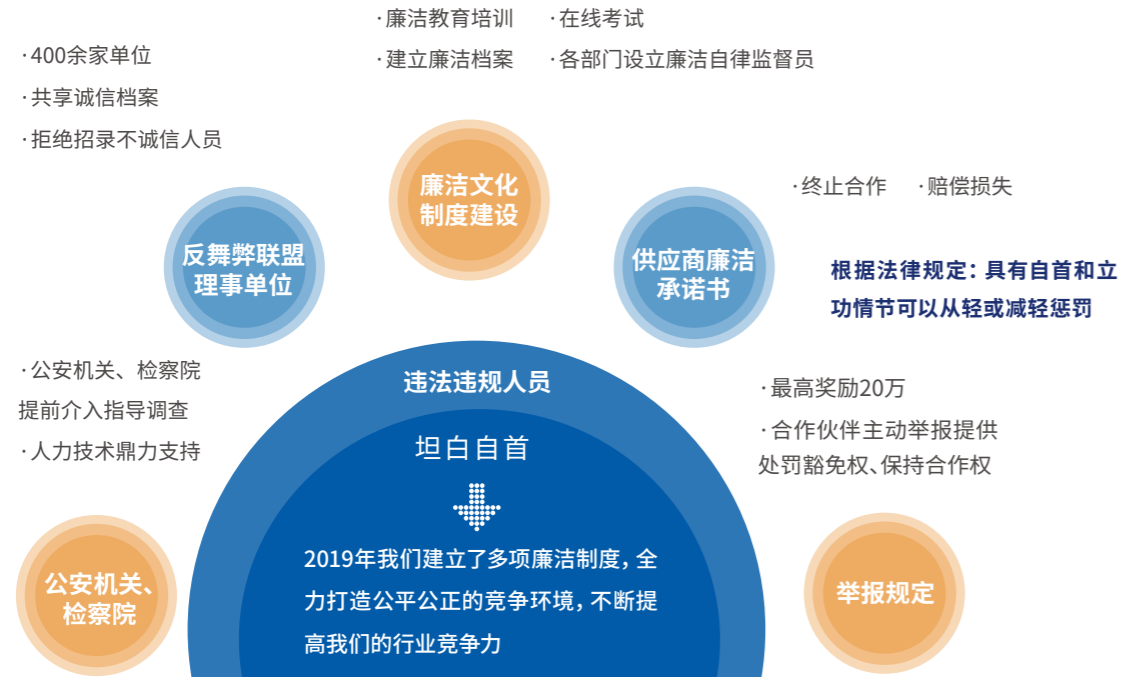 ·廉洁教育培训 ·在线考试
·建立廉洁档案 ·各部门设立廉洁自律监督员
·400余家单位
·共享诚信档案
·拒绝招录不诚信人员
廉洁文化
制度建设
反舞弊联盟
理事单位
供应商廉洁
承诺书
·终止合作 ·赔偿损失
根据法律规定：具有自首和立
功情节可以从轻或减轻惩罚
·公安机关、检察院
提前介入指导调查
·人力技术鼎力支持
违法违规人员
坦白自首
·最高奖励20万
·合作伙伴主动举报提供
处罚豁免权、保持合作权
公安机关、
检察院
2019年我们建立了多项廉洁制度，全
力打造公平公正的竞争环境，不断提
高我们的行业竞争力
举报规定